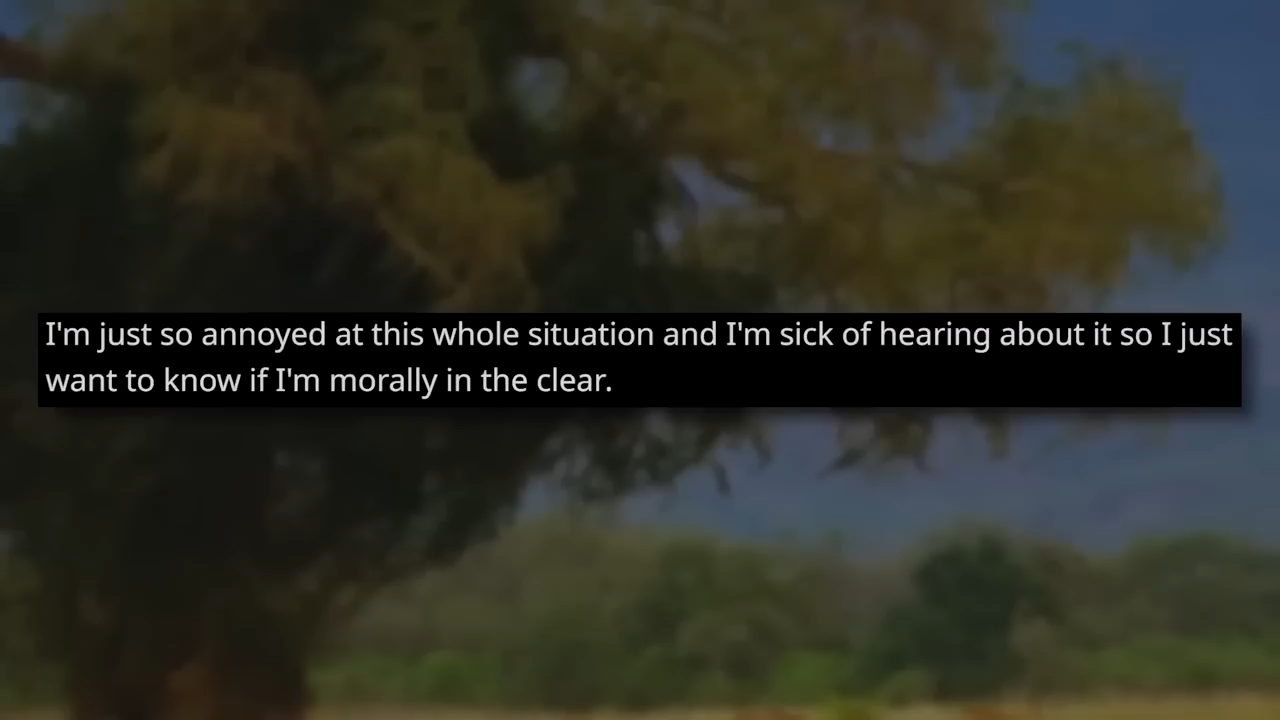 I'm just so annoyed at this whole situation and I'm sick of hearing about it so I just
want to know if I'm morally in the clear.